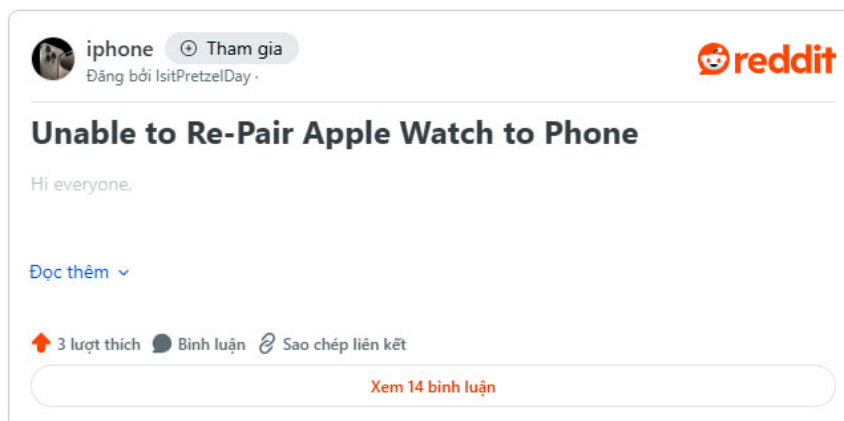 iphone Tham gia
Đăng bởi IsitPretzelDay ·
reddit
Unable to Re-Pair Apple Watch to Phone
Hi everyone,
Đọc thêm
3 lượt thích Bình luận Sao chép liên kết
Xem 14 bình luận